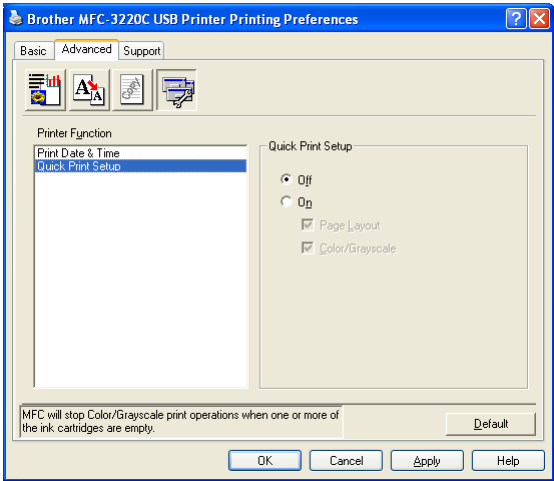 Brother MFC-3220C USB Printer Printing Preferences
Basic Advanced Support
Printer Function
Print Date & Time
Quick Print Setup
Quick Print Setup
Off
On
Page Layout
Color/Grayscale
MFC will stop Color/Grayscale print operations when one or more of
the ink cartridges are empty.
Default
OK Cancel Apply Help